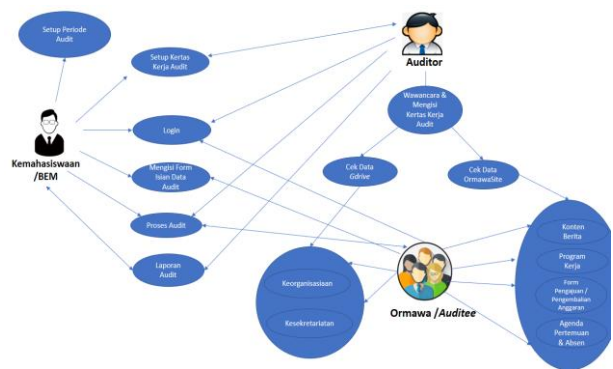 Setup Periode
Audit
Setup Kertas
Kerja Audit
Auditor
Wawancara &
Mengisi
Kertas Kerja
Audit
Login
Kemahasiswaan
/BEM
Mengisi Form
Isian Data
Audit
Cek Data
Gdrive
Cek Data
OrmawaSite
Proses Audit
Laporan
Audit
Keorganisasiaan
Kesekretariatan
Ormawa /Auditee
Konten
Berita
Program
Kerja
Form
Pengajuan /
Pengembalian
Anggaran
Agenda
Pertemuan
& Absen